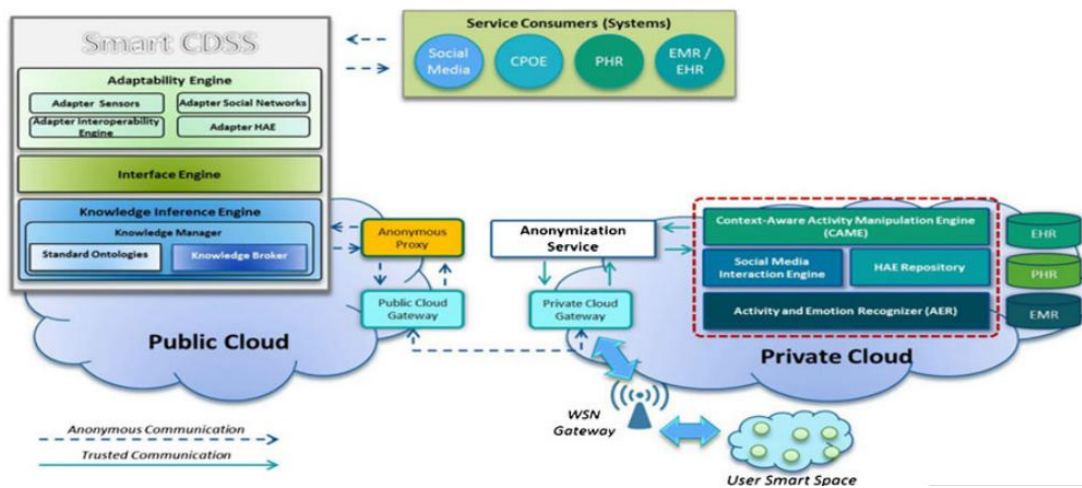 Smart CDSS
Adaptability Engine
Adapter Sensors
Adapter Social Networks
Adapter Interoperability
Engine
Adapter HAE
Interface Engine
Knowledge Inference Engine
Knowledge Manager
Standard Ontologies
Knowledge Broker
Service Consumers (Systems)
Social
Media
CPOE
PHR
EMR /
EHR
Anonymous
Proxy
Public Cloud
Gateway
Public Cloud
Anonymization
Service
Private Cloud
Gateway
Context-Aware Activity Manipulation Engine
(CAME)
Social Media
Interaction Engine
HAE Repository
Activity and Emotion Recognizer (AER)
EHR
PHR
EMR
Private Cloud
WSN
Gateway
User Smart Space
Anonymous Communication
Trusted Communication